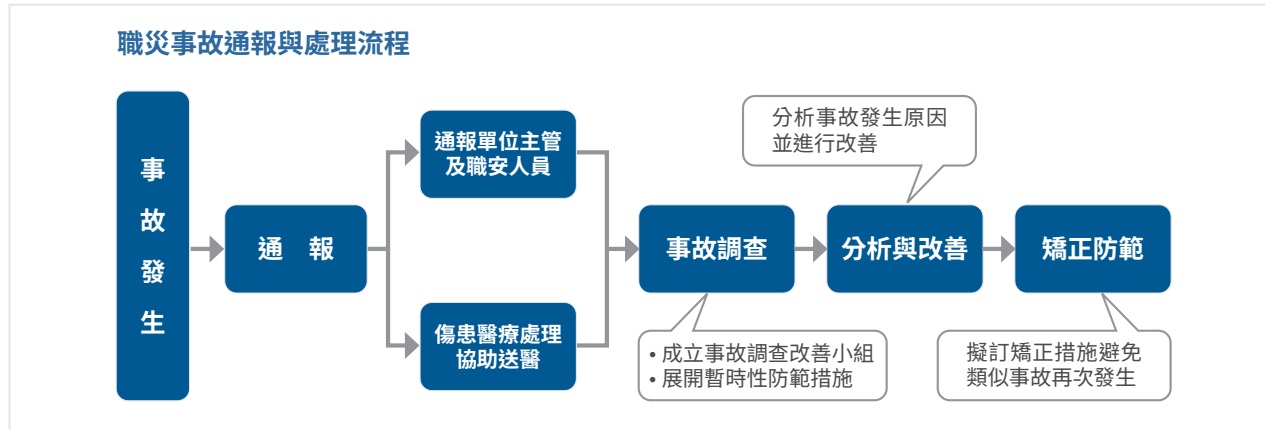 職災事故通報與處理流程
事故發生
通 報
通報單位主管
及職安人員
傷患醫療處理
協助送醫
事故調查
• 成立事故調查改善小組
• 展開暫時性防範措施
分析與改善
分析事故發生原因
並進行改善
矯正防範
擬訂矯正措施避免
類似事故再次發生